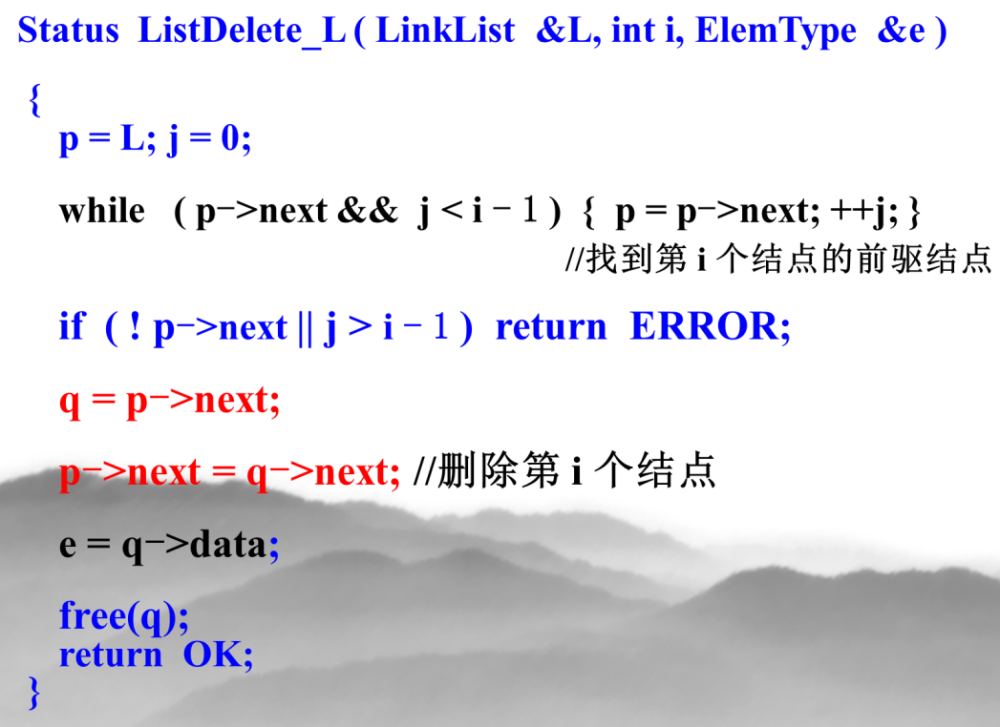 Status ListDelete_L ( LinkList &L, int i, ElemType &e )
{
p = L; j = 0;
while ( p->next && j < i - 1 ) { p = p->next; ++j; }
//找到第 i 个结点的前驱结点
if ( ! p->next || j > i - 1 ) return ERROR;
q = p->next;
p->next = q->next; //删除第 i 个结点
e = q->data;
free(q);
return OK;
}